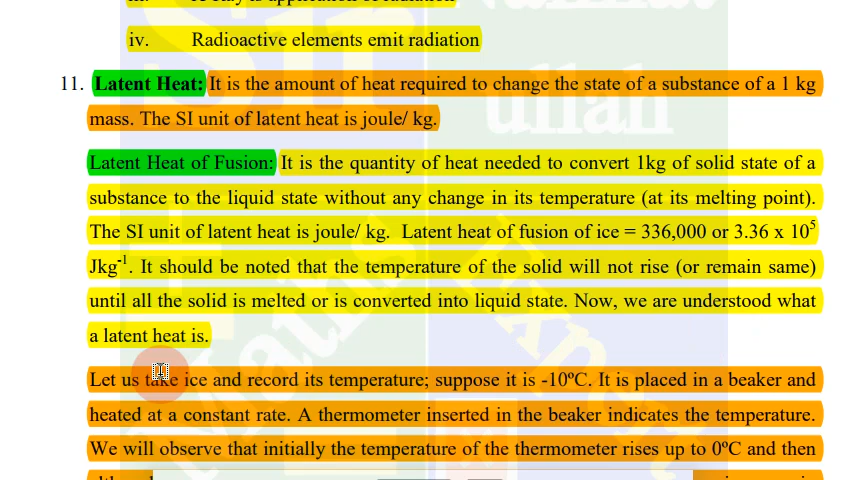 iv. Radioactive elements emit radiation
11. Latent Heat: It is the amount of heat required to change the state of a substance of a 1 kg
mass. The SI unit of latent heat is joule/ kg.
Latent Heat of Fusion: It is the quantity of heat needed to convert 1kg of solid state of a
substance to the liquid state without any change in its temperature (at its melting point).
The SI unit of latent heat is joule/ kg. Latent heat of fusion of ice = 336,000 or 3.36 x 10⁵
Jkg⁻¹. It should be noted that the temperature of the solid will not rise (or remain same)
until all the solid is melted or is converted into liquid state. Now, we are understood what
a latent heat is.
Let us take ice and record its temperature; suppose it is -10ºC. It is placed in a beaker and
heated at a constant rate. A thermometer inserted in the beaker indicates the temperature.
We will observe that initially the temperature of the thermometer rises up to 0ºC and then
Sir
ullah
Maths
Expert